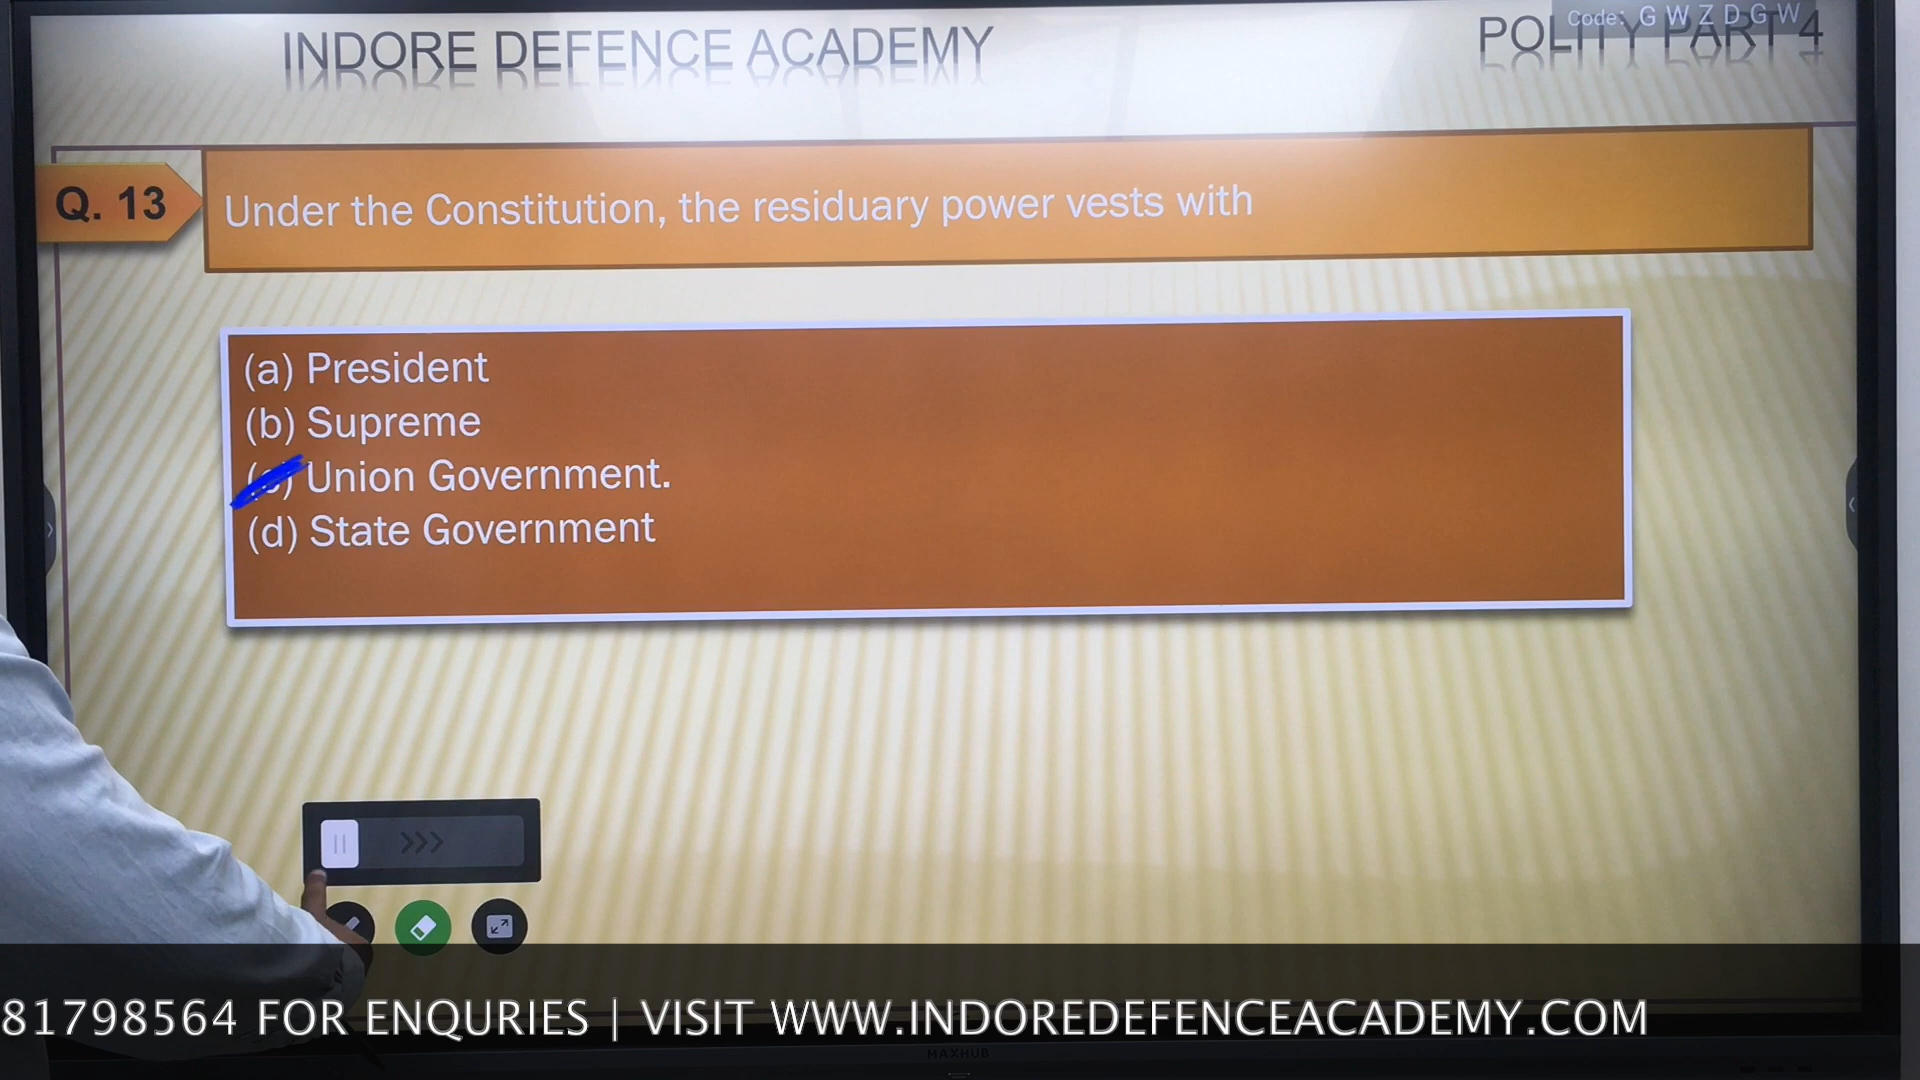 INDORE DEFENCE ACADEMY
POLITY PART 4
Code: G W Z D G W
Q. 13
Under the Constitution, the residuary power vests with
(a) President
(b) Supreme
(c) Union Government.
(d) State Government
81798564 FOR ENQURIES | VISIT WWW.INDOREDEFENCEACADEMY.COM
MAXHUB